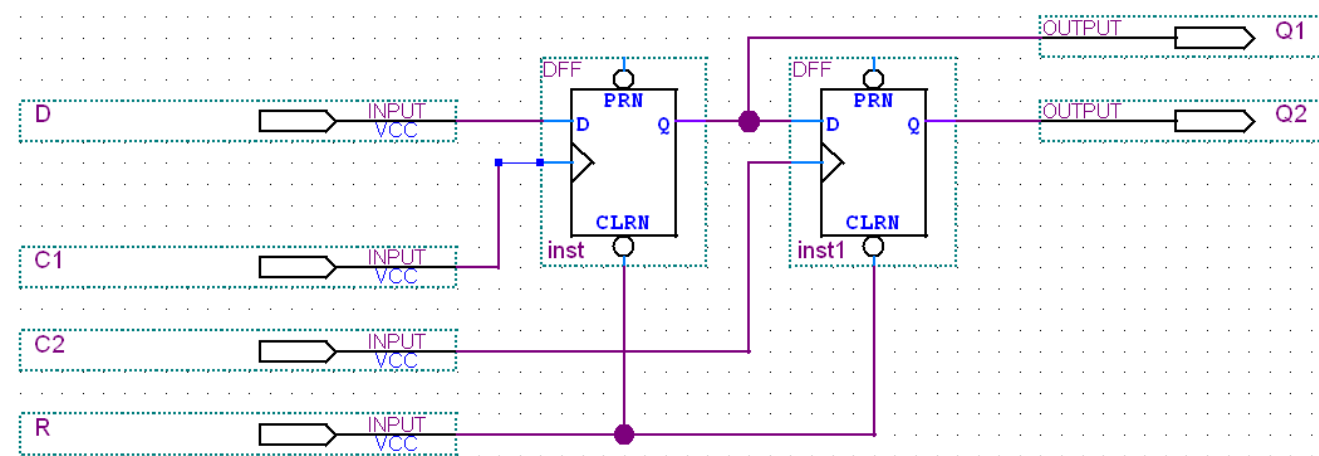 OUTPUT Q1
DFF DFF
PRN PRN
D INPUT VCC D Q D Q OUTPUT Q2
CLRN CLRN
inst inst1
C1 INPUT VCC
C2 INPUT VCC
R INPUT VCC